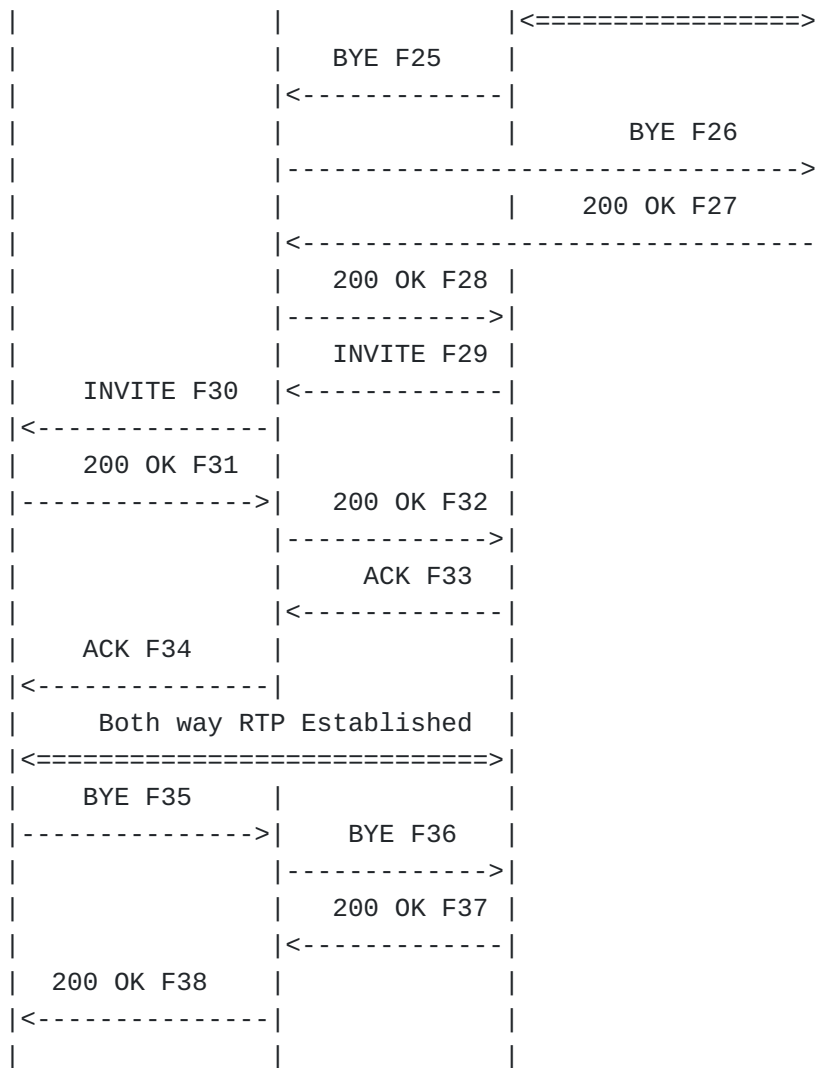 |                |              |<==================>
|                |   BYE F25    |
|                |<-------------|
|                |              |       BYE F26
|                |--------------------------------->
|                |              |    200 OK F27
|                |<---------------------------------
|                |   200 OK F28 |
|                |------------->|
|                |   INVITE F29 |
|    INVITE F30  |<-------------|
|<---------------|              |
|    200 OK F31  |              |
|--------------->|   200 OK F32 |
|                |------------->|
|                |     ACK F33  |
|                |<-------------|
|    ACK F34     |              |
|<---------------|              |
|     Both way RTP Established  |
|<=============================>|
|    BYE F35     |              |
|--------------->|    BYE F36   |
|                |------------->|
|                |   200 OK F37 |
|                |<-------------|
|  200 OK F38    |              |
|<---------------|              |
|                |              |